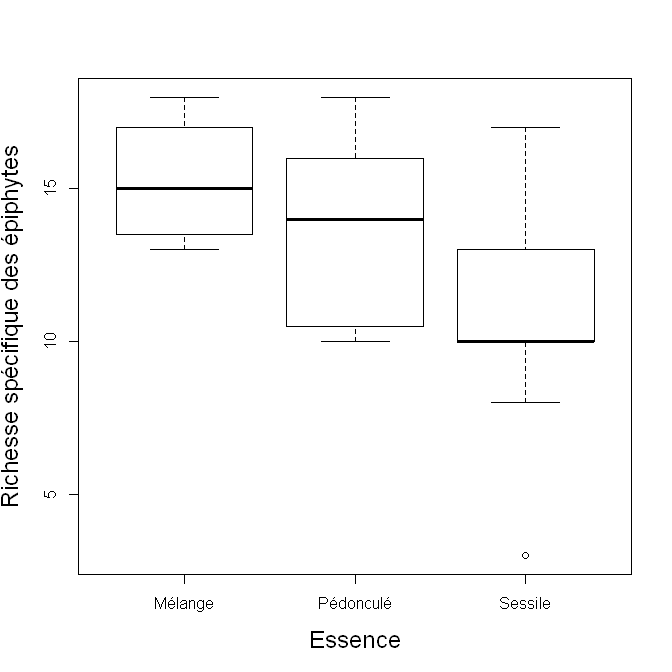 Richesse spécifique des épiphytes
15
10
5
Mélange Pédonculé Sessile
Essence